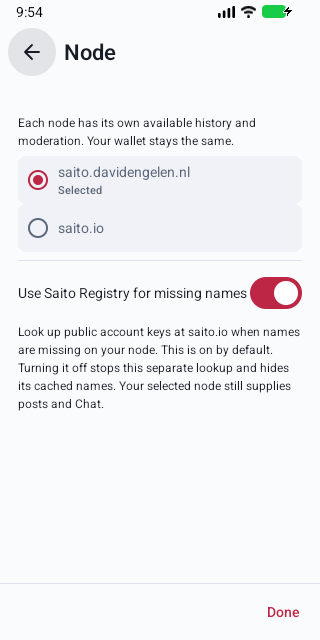 9:54
Node
Each node has its own available history and
moderation. Your wallet stays the same.
saito.davidengelen.nl
Selected
saito.io
Use Saito Registry for missing names
Look up public account keys at saito.io when names
are missing on your node. This is on by default.
Turning it off stops this separate lookup and hides
its cached names. Your selected node still supplies
posts and Chat.
Done